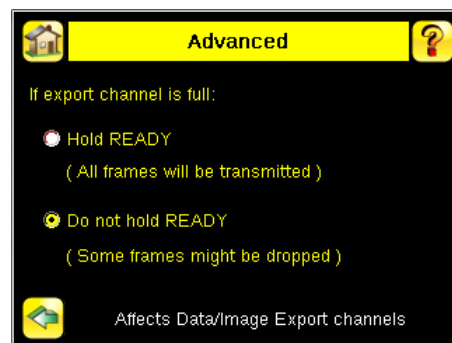 Advanced
?
If export channel is full:
Hold READY
( All frames will be transmitted )
Do not hold READY
( Some frames might be dropped )
Affects Data/Image Export channels